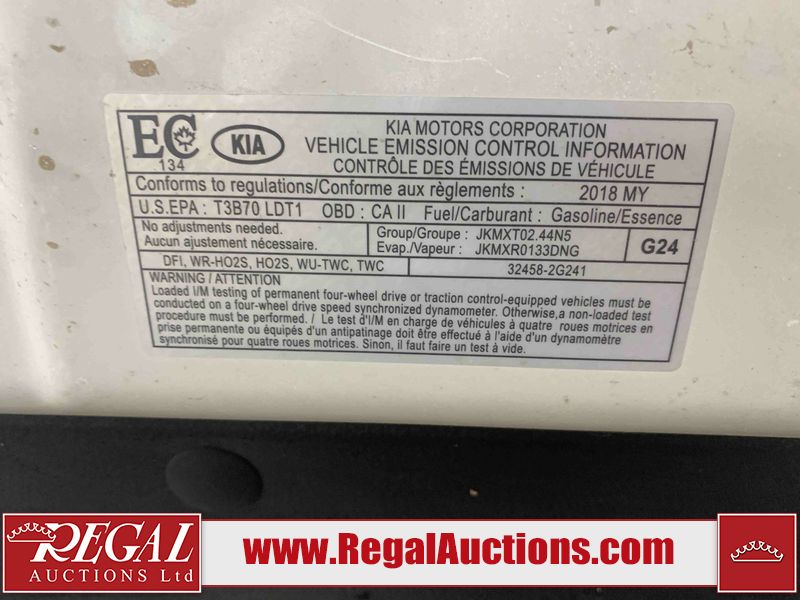 EC
134
KIA
KIA MOTORS CORPORATION
VEHICLE EMISSION CONTROL INFORMATION
CONTRÔLE DES ÉMISSIONS DE VÉHICULE
Conforms to regulations/Conforme aux règlements : 2018 MY
U.S.EPA : T3B70 LDT1 OBD : CA II Fuel/Carburant : Gasoline/Essence
No adjustments needed.
Aucun ajustement nécessaire.
Group/Groupe : JKMXT02.44N5
Evap./Vapeur : JKMXR0133DNG
G24
DFI, WR-HO2S, HO2S, WU-TWC, TWC
32458-2G241
WARNING / ATTENTION
Loaded I/M testing of permanent four-wheel drive or traction control-equipped vehicles must be
conducted on a four-wheel drive speed synchronized dynamometer. Otherwise,a non-loaded test
procedure must be performed. / Le test d'I/M en charge de véhicules à quatre roues motrices en
prise permanente ou équipés d'un antipatinage doit être effectué à l'aide d'un dynamomètre
synchronisé pour quatre roues motrices. Sinon, il faut faire un test à vide.
REGAL
AUCTIONS Ltd
www.RegalAuctions.com